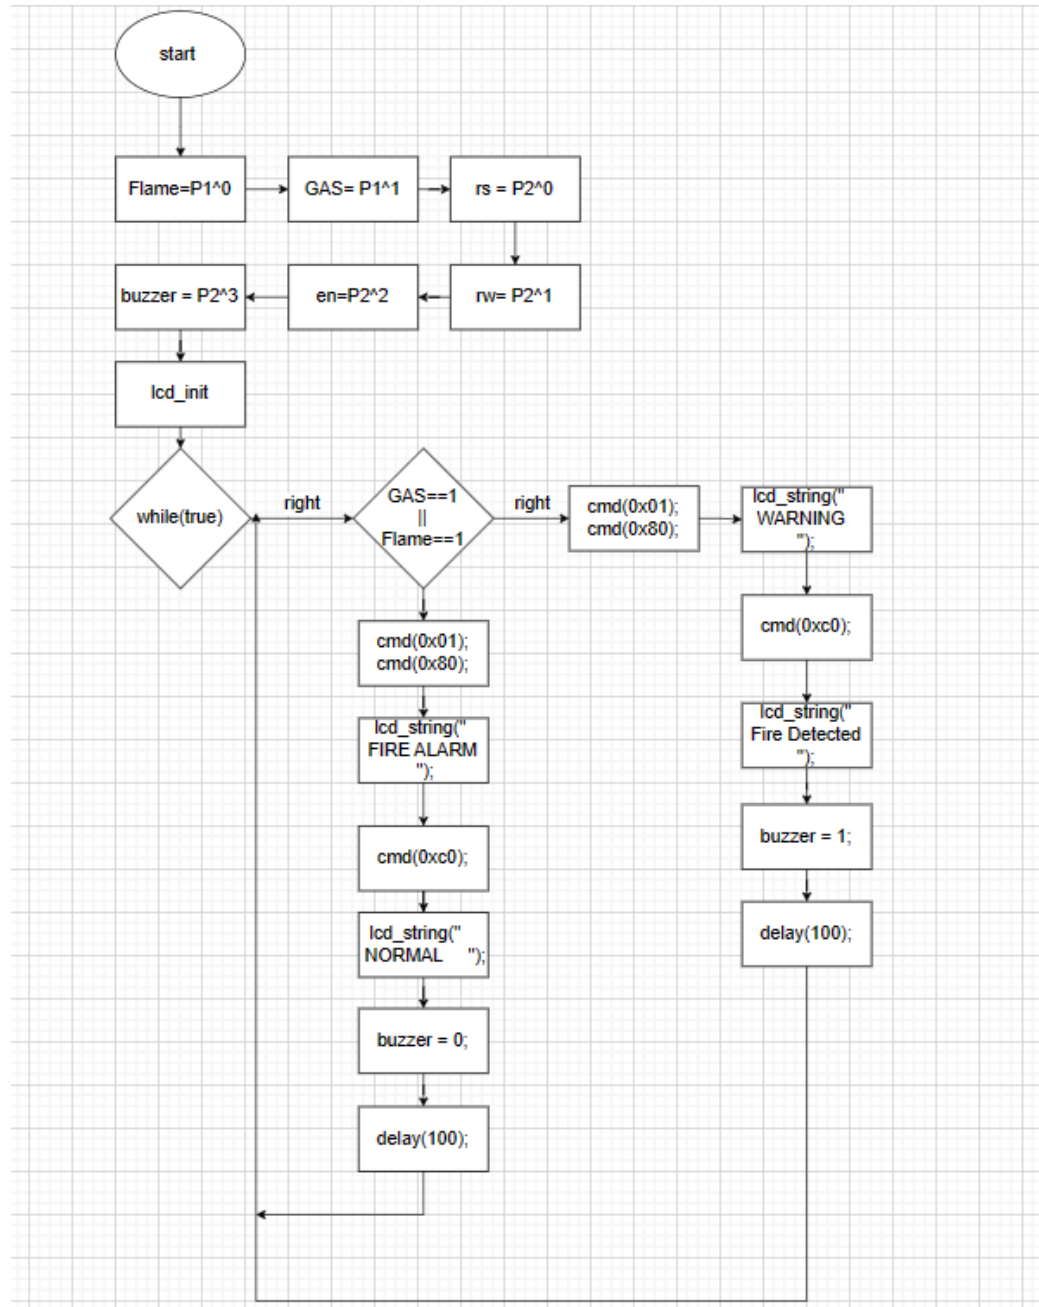 start
Flame=P1^0
GAS= P1^1
rs = P2^0
buzzer = P2^3
en=P2^2
rw= P2^1
lcd_init
while(true)
right
GAS==1
||
Flame==1
right
cmd(0x01);
cmd(0x80);
lcd_string("
WARNING
");
cmd(0xc0);
lcd_string("
Fire Detected
");
buzzer = 1;
delay(100);
cmd(0x01);
cmd(0x80);
lcd_string("
FIRE ALARM
");
cmd(0xc0);
lcd_string("
NORMAL     ");
buzzer = 0;
delay(100);